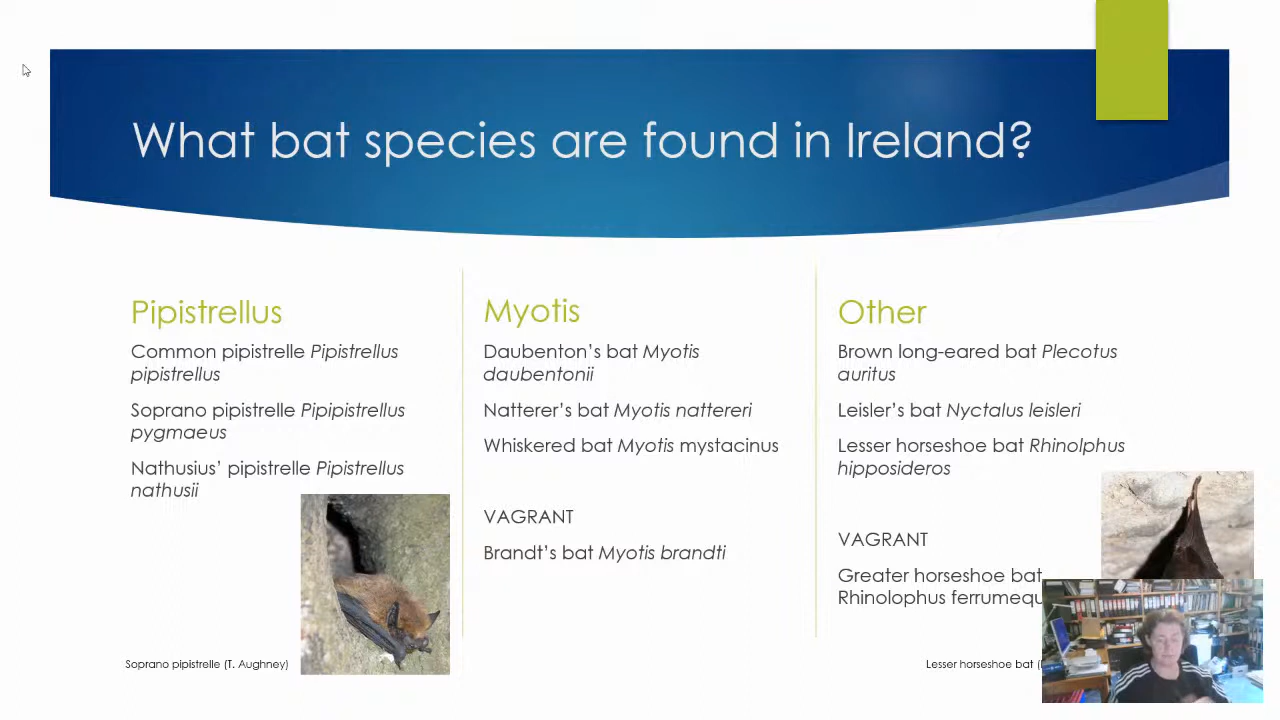 What bat species are found in Ireland?
Pipistrellus
Common pipistrelle Pipistrellus
pipistrellus
Soprano pipistrelle Pipipistrellus
pygmaeus
Nathusius’ pipistrelle Pipistrellus
nathusii
Soprano pipistrelle (T. Aughney)
Myotis
Daubenton’s bat Myotis
daubentonii
Natterer’s bat Myotis nattereri
Whiskered bat Myotis mystacinus
VAGRANT
Brandt’s bat Myotis brandti
Other
Brown long-eared bat Plecotus
auritus
Leisler’s bat Nyctalus leisleri
Lesser horseshoe bat Rhinolphus
hipposideros
VAGRANT
Greater horseshoe bat
Rhinolophus ferrumequ
Lesser horseshoe bat (